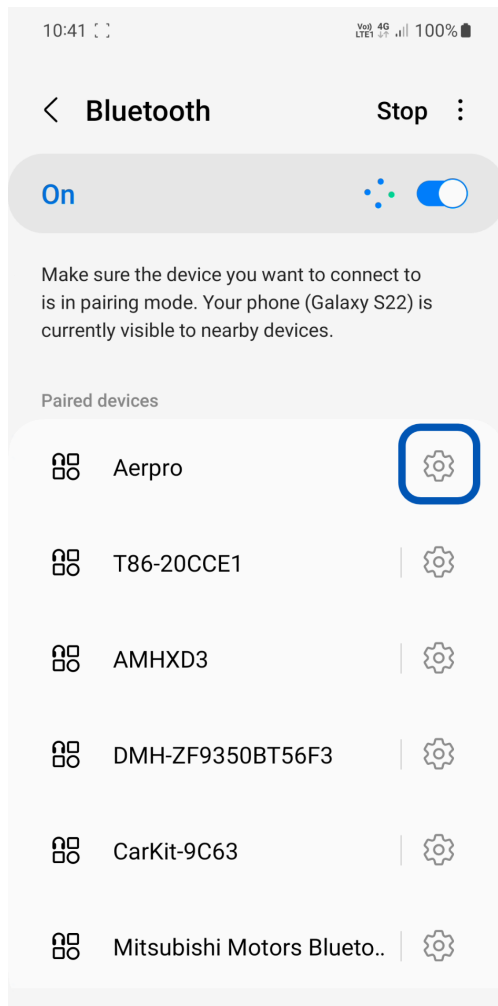 10:41
Vo) 4G
LTE1 100%
Bluetooth Stop
On
Make sure the device you want to connect to
is in pairing mode. Your phone (Galaxy S22) is
currently visible to nearby devices.
Paired devices
Aerpro
T86-20CCE1
AMHXD3
DMH-ZF9350BT56F3
CarKit-9C63
Mitsubishi Motors Blueto..